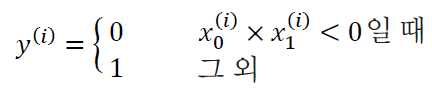 y^{(i)} = { 0    x_0^{(i)} × x_1^{(i)} < 0 일 때
1    그 외